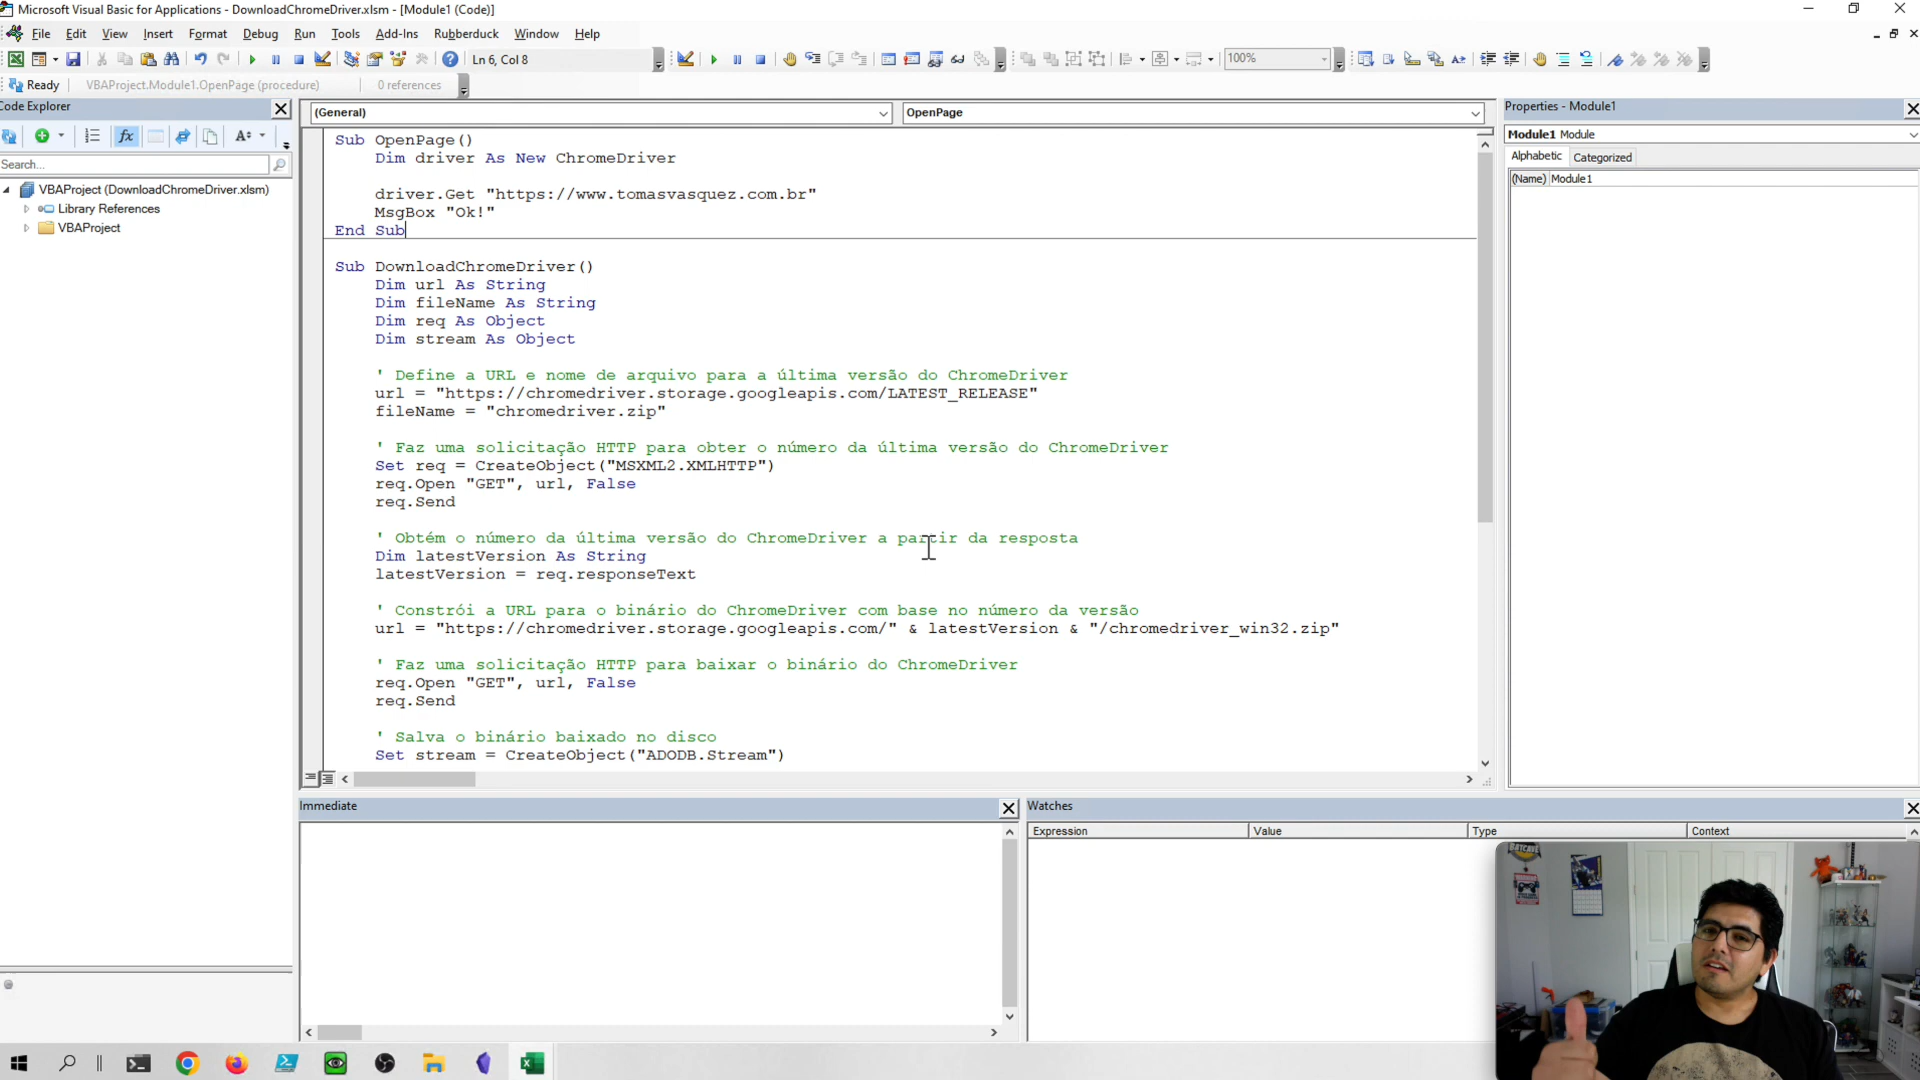 Microsoft Visual Basic for Applications - DownloadChromeDriver.xlsm - [Module1 (Code)]
File Edit View Insert Format Debug Run Tools Add-Ins Rubberduck Window Help
Ln 6, Col 8
100%
Ready VBAProject.Module1.OpenPage (procedure) 0 references
Code Explorer
Search...
VBAProject (DownloadChromeDriver.xlsm)
Library References
VBAProject
(General)
OpenPage
Sub OpenPage()
Dim driver As New ChromeDriver
driver.Get "https://www.tomasvasquez.com.br"
MsgBox "Ok!"
End Sub
Sub DownloadChromeDriver()
Dim url As String
Dim fileName As String
Dim req As Object
Dim stream As Object
' Define a URL e nome de arquivo para a última versão do ChromeDriver
url = "https://chromedriver.storage.googleapis.com/LATEST_RELEASE"
fileName = "chromedriver.zip"
' Faz uma solicitação HTTP para obter o número da última versão do ChromeDriver
Set req = CreateObject("MSXML2.XMLHTTP")
req.Open "GET", url, False
req.Send
' Obtém o número da última versão do ChromeDriver a partir da resposta
Dim latestVersion As String
latestVersion = req.responseText
' Constrói a URL para o binário do ChromeDriver com base no número da versão
url = "https://chromedriver.storage.googleapis.com/" & latestVersion & "/chromedriver_win32.zip"
' Faz uma solicitação HTTP para baixar o binário do ChromeDriver
req.Open "GET", url, False
req.Send
' Salva o binário baixado no disco
Set stream = CreateObject("ADODB.Stream")
Properties - Module1
Module1 Module
Alphabetic Categorized
(Name) Module1
Immediate
Watches
Expression Value Type Context
BATCAVE